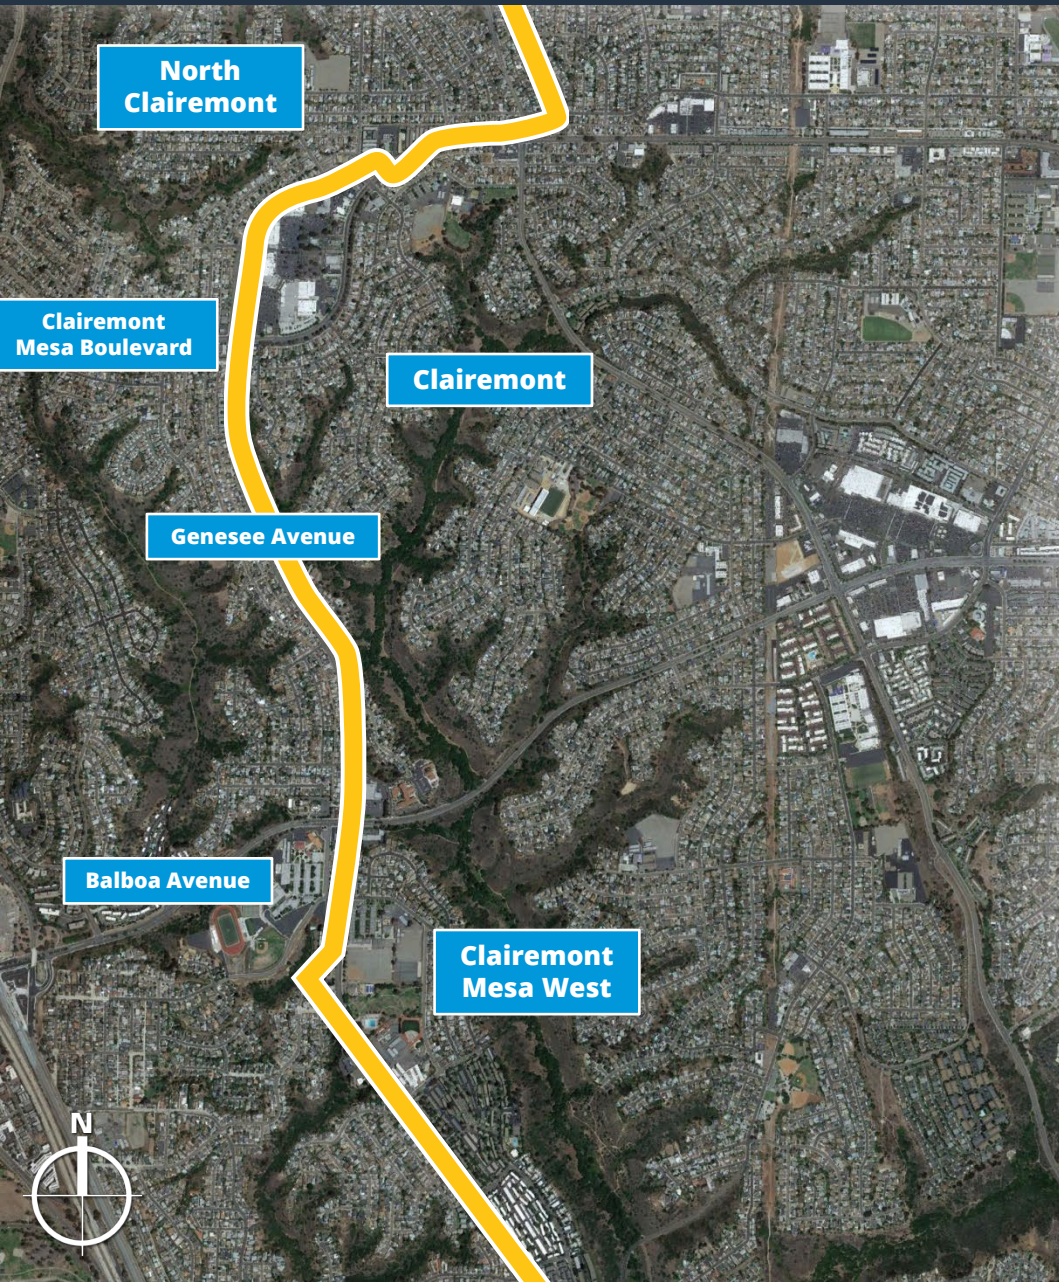 North
Clairemont
Clairemont
Mesa Boulevard
Clairemont
Genesee Avenue
Balboa Avenue
Clairemont
Mesa West
N